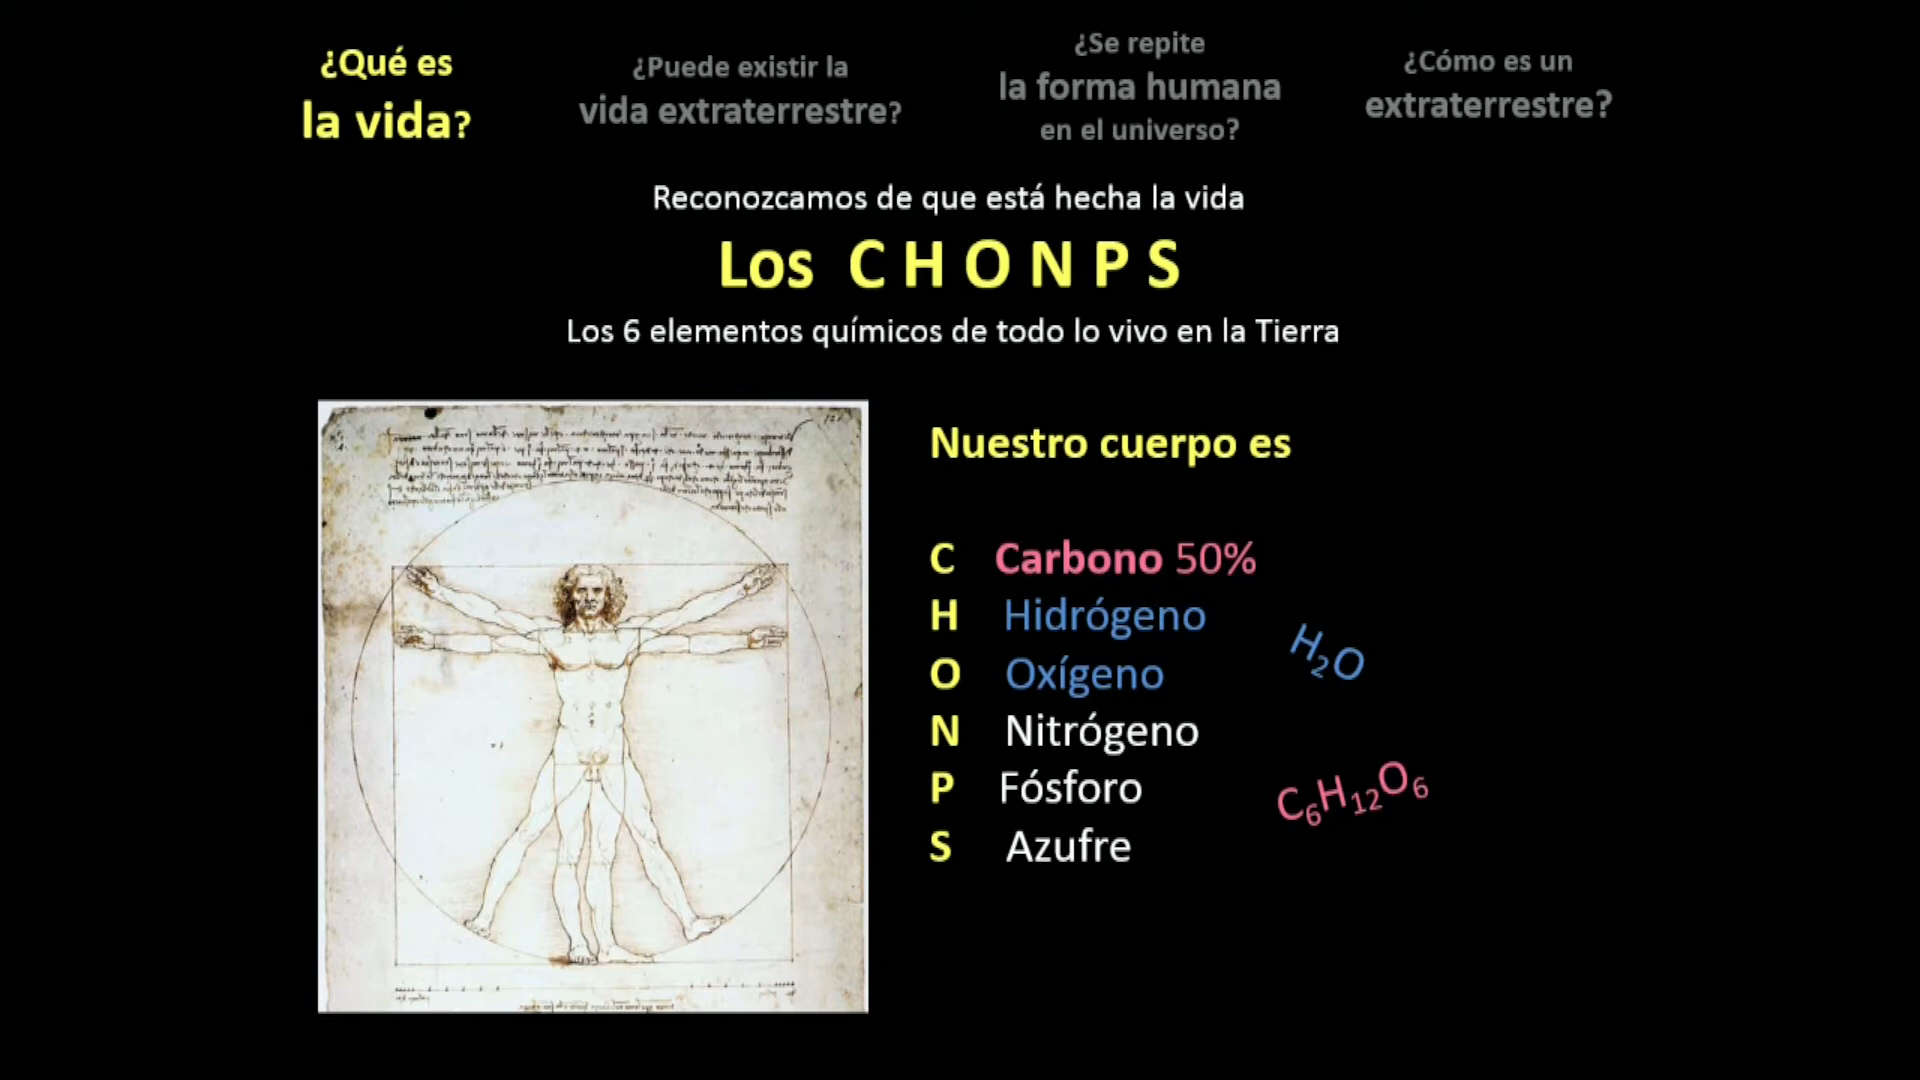 ¿Qué es
la vida?
¿Puede existir la
vida extraterrestre?
¿Se repite
la forma humana
en el universo?
¿Cómo es un
extraterrestre?
Reconozcamos de que está hecha la vida
Los C H O N P S
Los 6 elementos químicos de todo lo vivo en la Tierra
Nuestro cuerpo es
C Carbono 50%
H Hidrógeno
O Oxígeno
H₂O
N Nitrógeno
P Fósforo
C₆H₁₂O₆
S Azufre